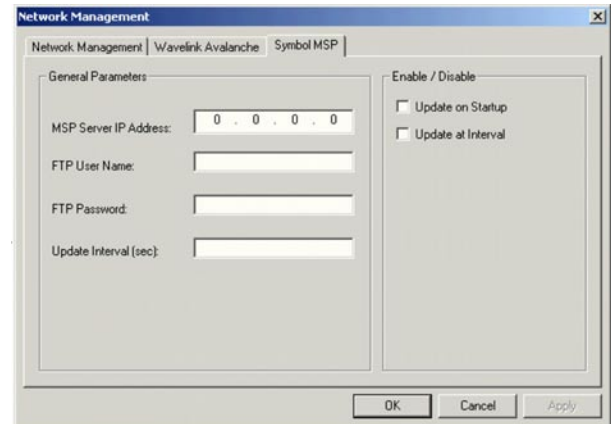 Network Management
Network Management Wavelink Avalanche Symbol MSP
General Parameters
MSP Server IP Address: 0 . 0 . 0 . 0
FTP User Name:
FTP Password:
Update Interval (sec):
Enable / Disable
Update on Startup
Update at Interval
OK Cancel Apply